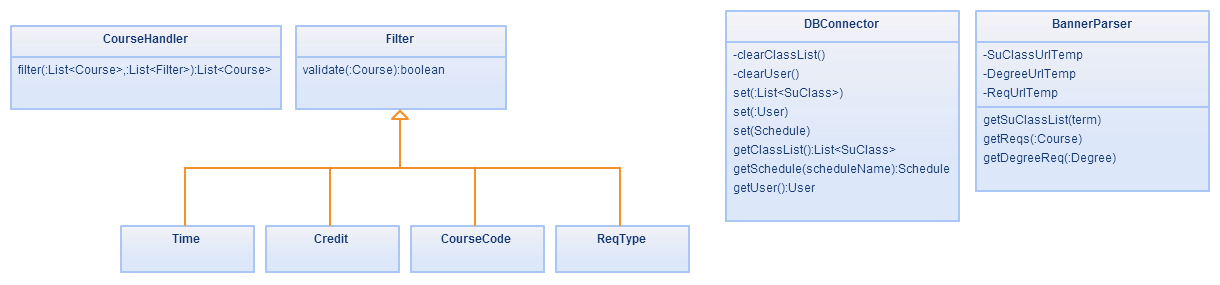 CourseHandler
filter(:List<Course>,:List<Filter>):List<Course>
Filter
validate(:Course):boolean
Time
Credit
CourseCode
ReqType
DBConnector
-clearClassList()
-clearUser()
set(:List<SuClass>)
set(:User)
set(Schedule)
getClassList():List<SuClass>
getSchedule(scheduleName):Schedule
getUser():User
BannerParser
-SuClassUrlTemp
-DegreeUrlTemp
-ReqUrlTemp
getSuClassList(term)
getReqs(:Course)
getDegreeReq(:Degree)